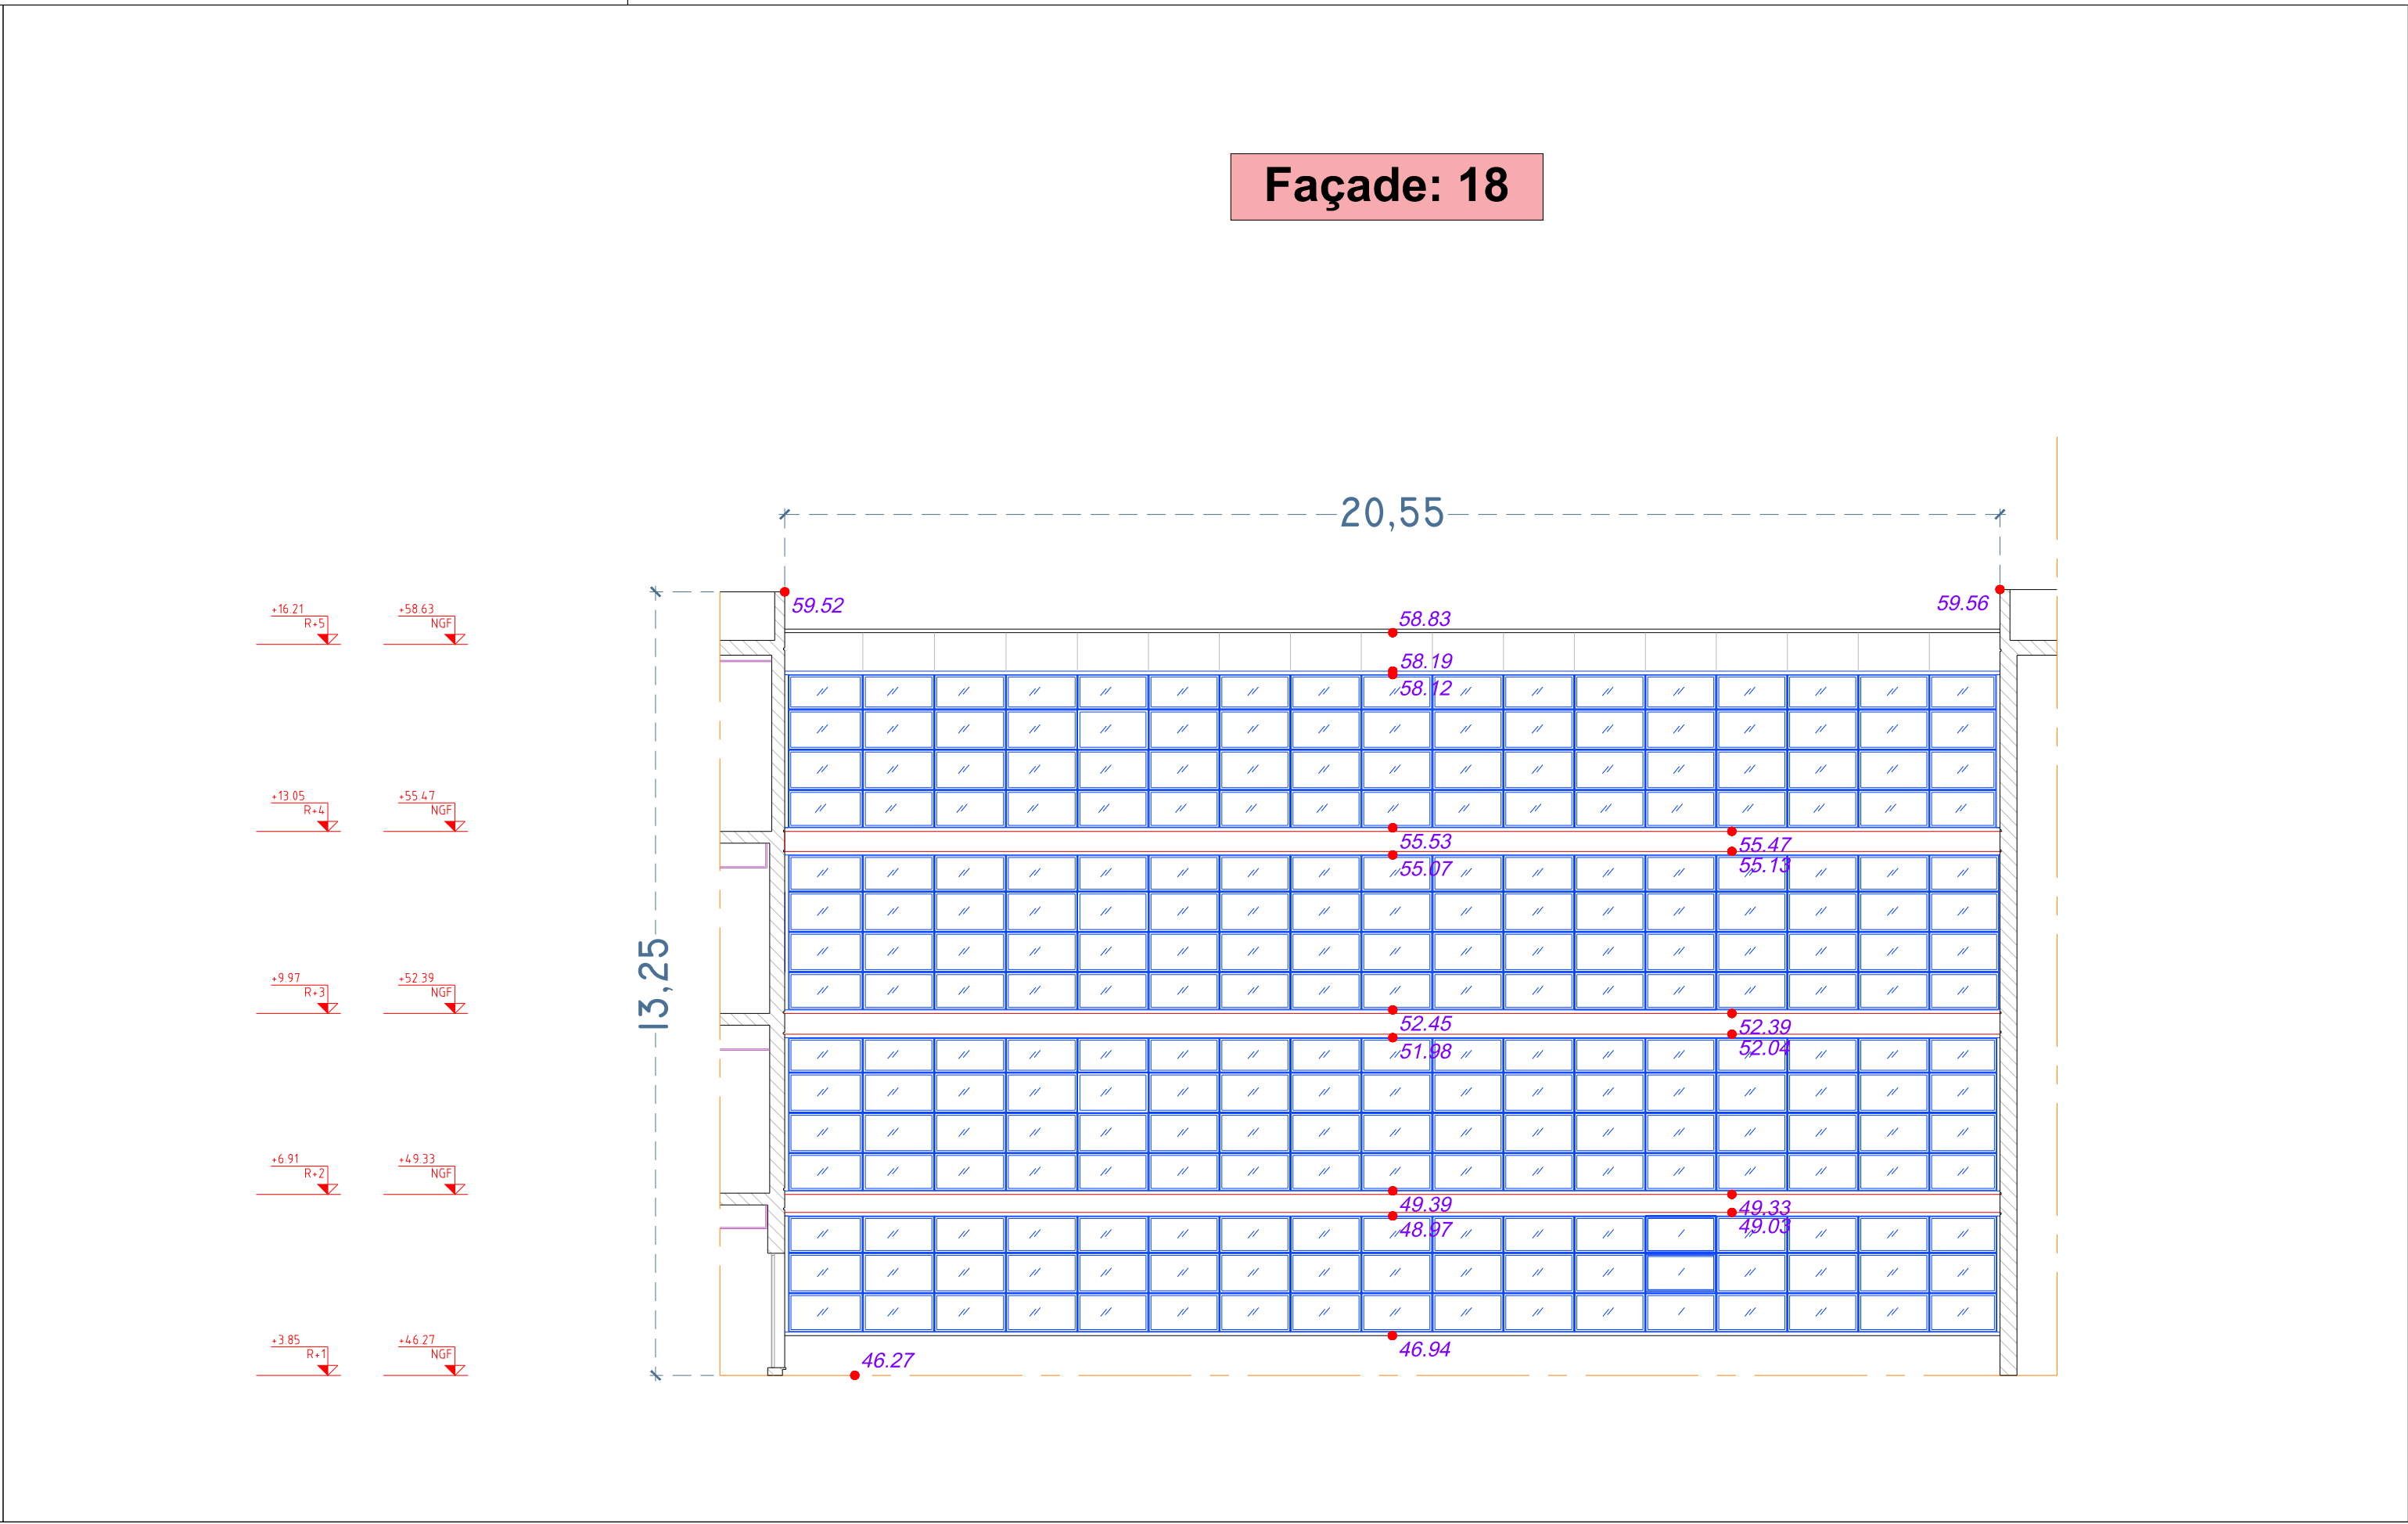 Façade: 18
20,55
59.52
58.83
59.56
+16.21
R+5
+58.63
NGF
58.19
58.12
+13.05
R+4
+55.47
NGF
55.53
55.47
55.07
55.13
13,25
+9.97
R+3
+52.39
NGF
52.45
52.39
51.98
52.04
+6.91
R+2
+49.33
NGF
49.39
49.33
48.97
49.03
+3.85
R+1
+46.27
NGF
46.94
46.27